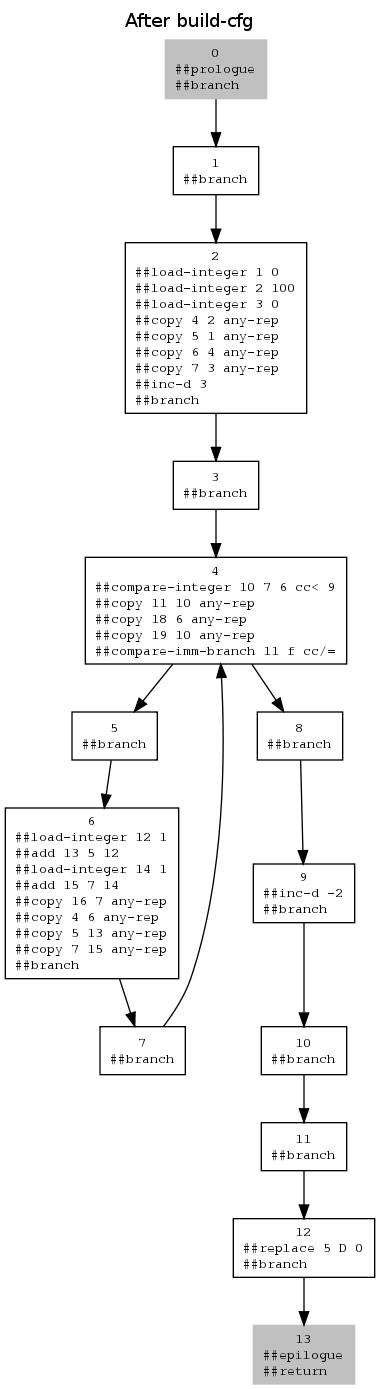 After build-cfg
0
##prologue
##branch
1
##branch
2
##load-integer 1 0
##load-integer 2 100
##load-integer 3 0
##copy 4 2 any-rep
##copy 5 1 any-rep
##copy 6 4 any-rep
##copy 7 3 any-rep
##inc-d 3
##branch
3
##branch
4
##compare-integer 10 7 6 cc< 9
##copy 11 10 any-rep
##copy 18 6 any-rep
##copy 19 10 any-rep
##compare-imm-branch 11 f cc/=
5
##branch
8
##branch
6
##load-integer 12 1
##add 13 5 12
##load-integer 14 1
##add 15 7 14
##copy 16 7 any-rep
##copy 4 6 any-rep
##copy 5 13 any-rep
##copy 7 15 any-rep
##branch
9
##inc-d -2
##branch
7
##branch
10
##branch
11
##branch
12
##replace 5 D 0
##branch
13
##epilogue
##return